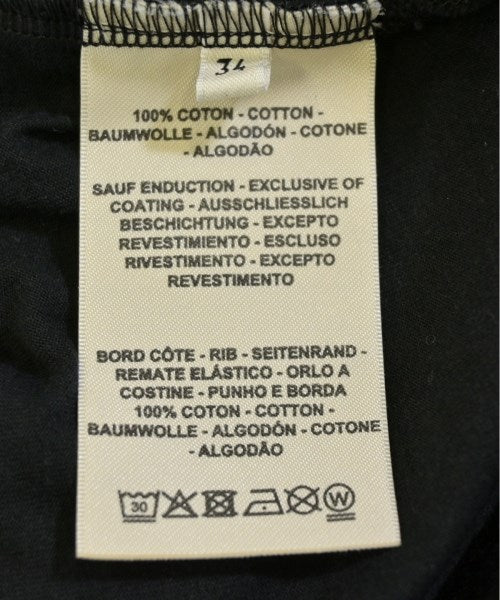 34
100% COTON - COTTON -
BAUMWOLLE - ALGODÓN - COTONE
- ALGODÃO
SAUF ENDUCTION - EXCLUSIVE OF
COATING - AUSSCHLIESSLICH
BESCHICHTUNG - EXCEPTO
REVESTIMIENTO - ESCLUSO
RIVESTIMENTO - EXCEPTO
REVESTIMENTO
BORD CÔTE - RIB - SEITENRAND -
REMATE ELÁSTICO - ORLO A
COSTINE - PUNHO E BORDA
100% COTON - COTTON -
BAUMWOLLE - ALGODÓN - COTONE
- ALGODÃO
30 W